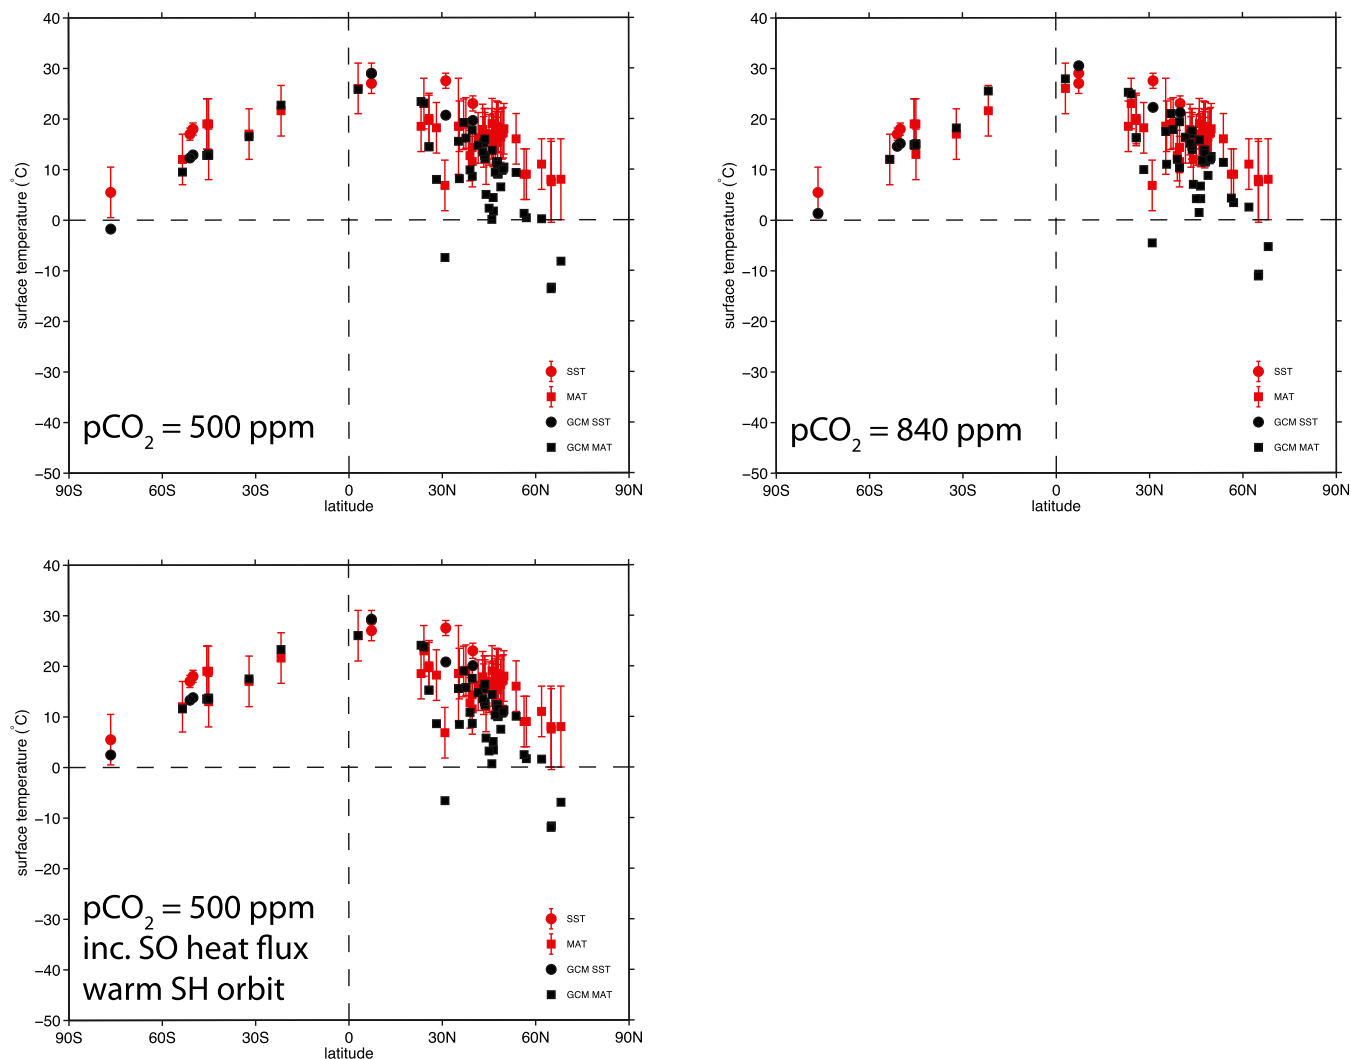 40
30
20
10
0
−10
−20
−30
−40
−50
surface temperature (°C)
90S 60S 30S 0 30N 60N 90N
latitude
SST
MAT
GCM SST
GCM MAT
pCO2 = 500 ppm
40
30
20
10
0
−10
−20
−30
−40
−50
surface temperature (°C)
90S 60S 30S 0 30N 60N 90N
latitude
SST
MAT
GCM SST
GCM MAT
pCO2 = 840 ppm
40
30
20
10
0
−10
−20
−30
−40
−50
surface temperature (°C)
90S 60S 30S 0 30N 60N 90N
latitude
SST
MAT
GCM SST
GCM MAT
pCO2 = 500 ppm
inc. SO heat flux
warm SH orbit